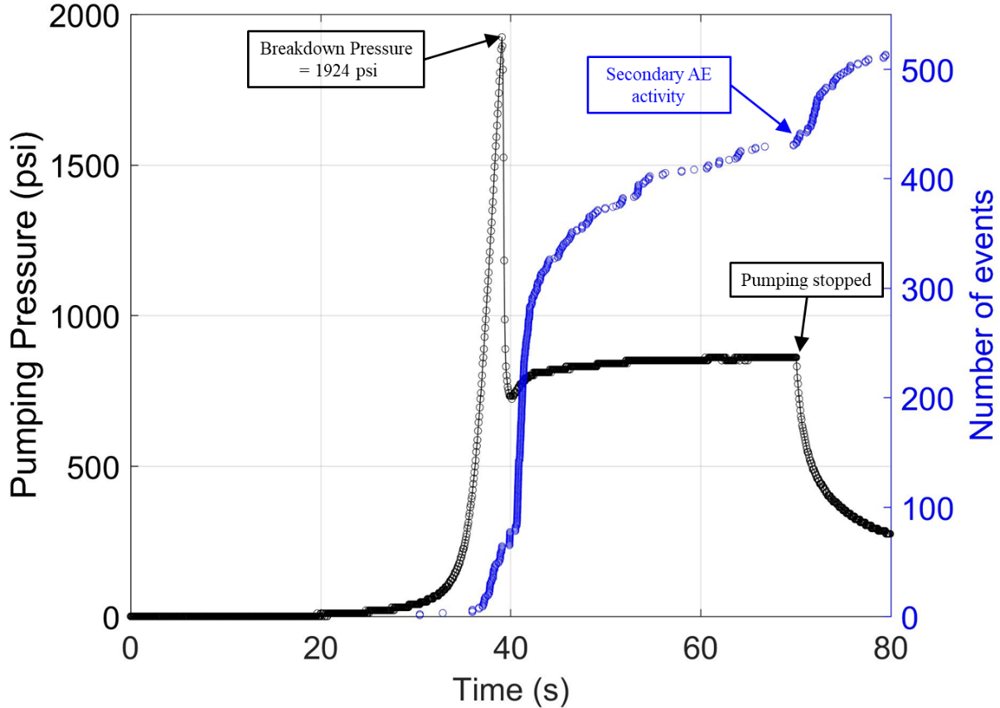 2000
1500
1000
500
0
Pumping Pressure (psi)
Breakdown Pressure
= 1924 psi
Secondary AE
activity
Pumping stopped
500
400
300
200
100
0
Number of events
0 20 40 60 80
Time (s)